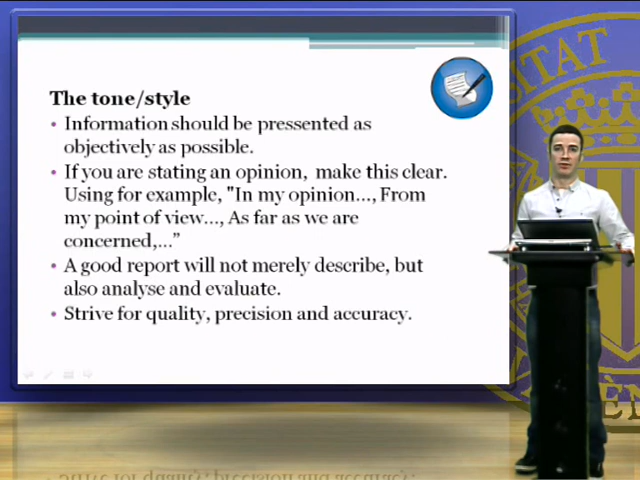 The tone/style
• Information should be pressented as
objectively as possible.
• If you are stating an opinion, make this clear.
Using for example, "In my opinion..., From
my point of view..., As far as we are
concerned,..."
• A good report will not merely describe, but
also analyse and evaluate.
• Strive for quality, precision and accuracy.
SITAT
ÈN